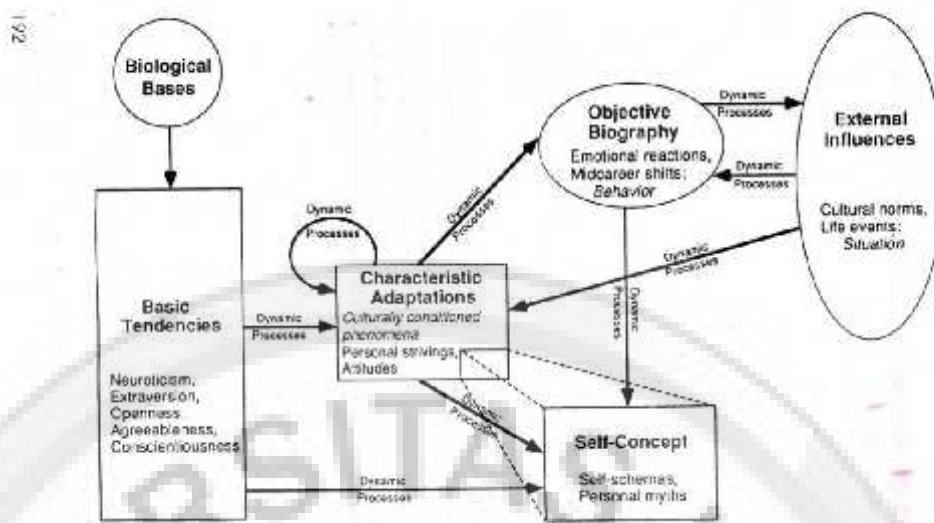 192
Biological
Bases
Objective
Biography
Emotional reactions,
Midcareer shifts:
Behavior
Dynamic
Processes
Dynamic
Processes
External
Influences
Cultural norms,
Life events:
Situation
Dynamic
Processes
Dynamic
Processes
Dynamic
Processes
Dynamic
Processes
Characteristic
Adaptations
Culturally conditioned
phenomena
Personal strivings,
Attitudes
Basic
Tendencies
Dynamic
Processes
Neuroticism,
Extraversion,
Openness
Agreeableness,
Conscientiousness
Dynamic
Processes
Self-Concept
Self-schemas,
Personal myths
Dynamic
Processes
SITAS